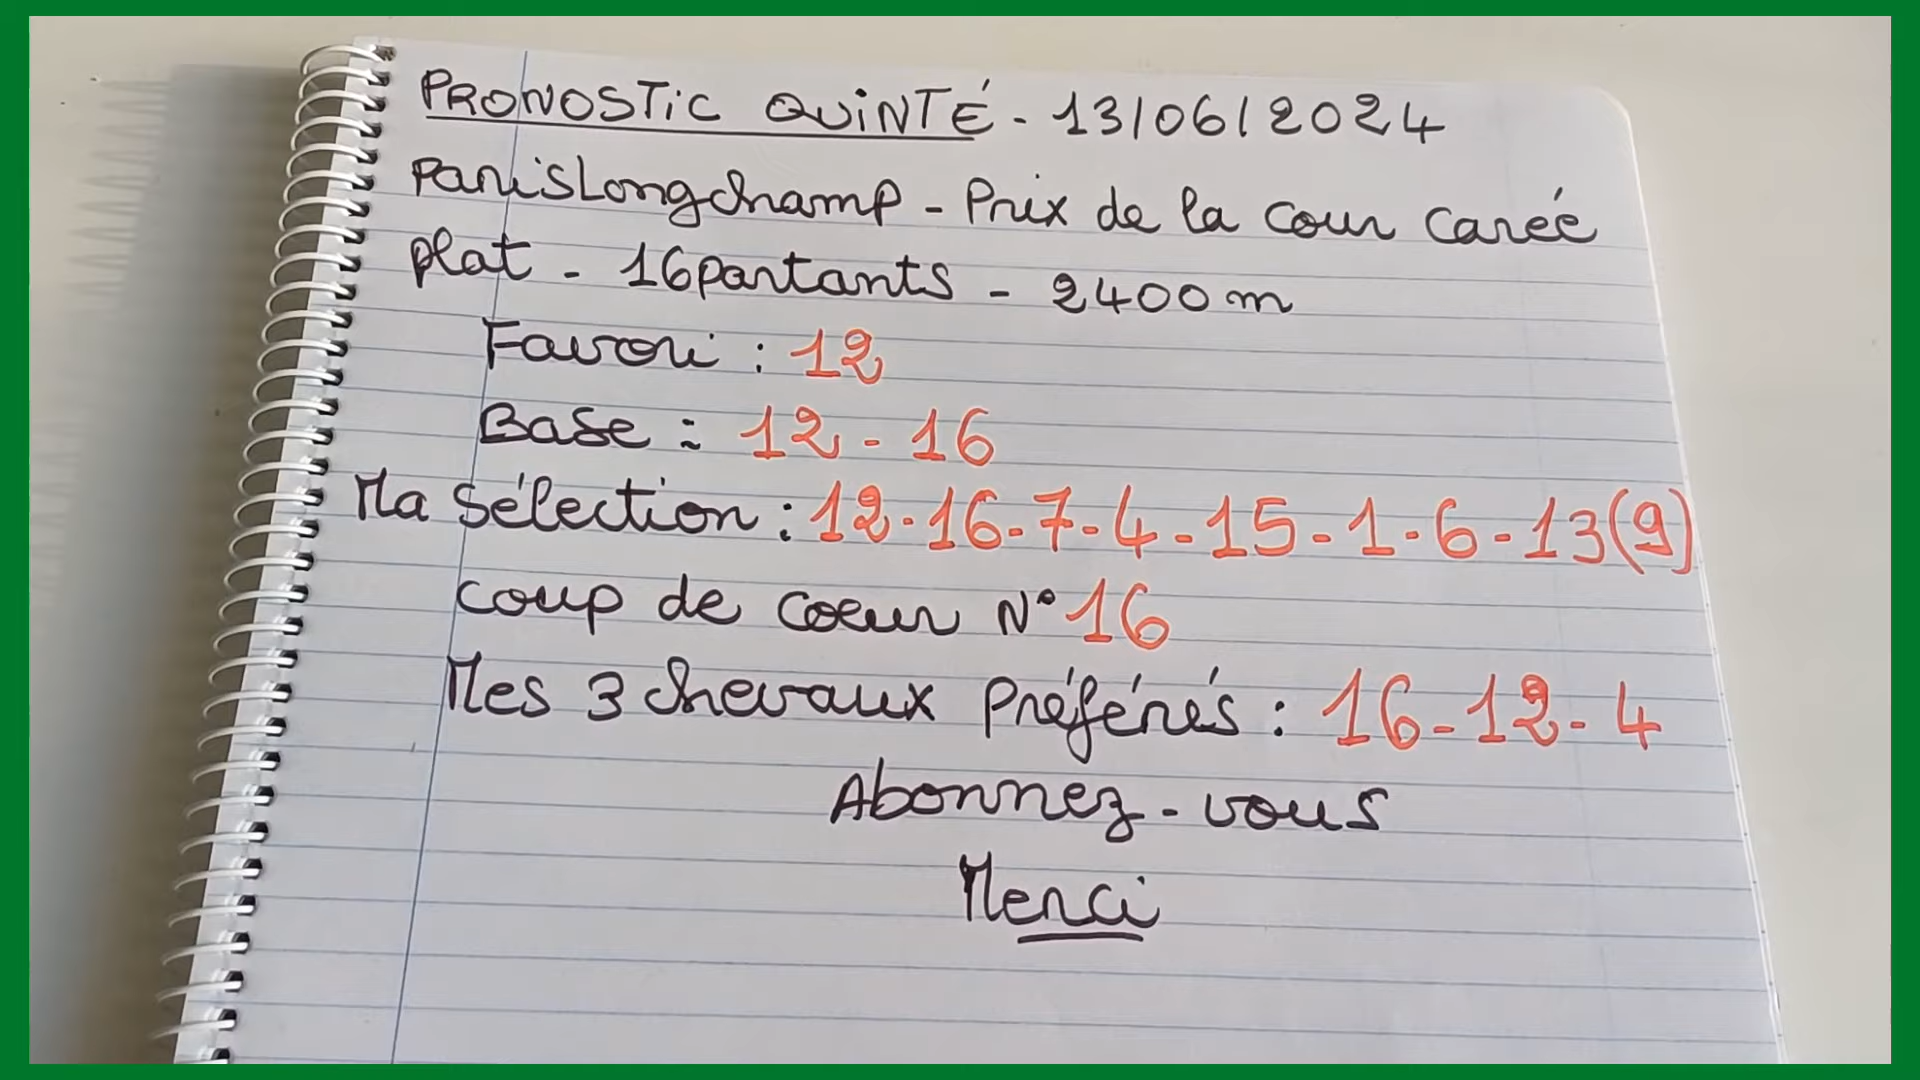 PRONOSTIC QUINTÉ - 13/06/2024
ParisLongchamp - Prix de la Cour Carée
plat - 16 partants - 2400 m
Favori : 12
Base : 12 - 16
Ma Sélection : 12 - 16 - 7 - 4 - 15 - 1 - 6 - 13 (9)
coup de coeur N° 16
Mes 3 chevaux Préférés : 16 - 12 - 4
Abonnez - vous
Merci